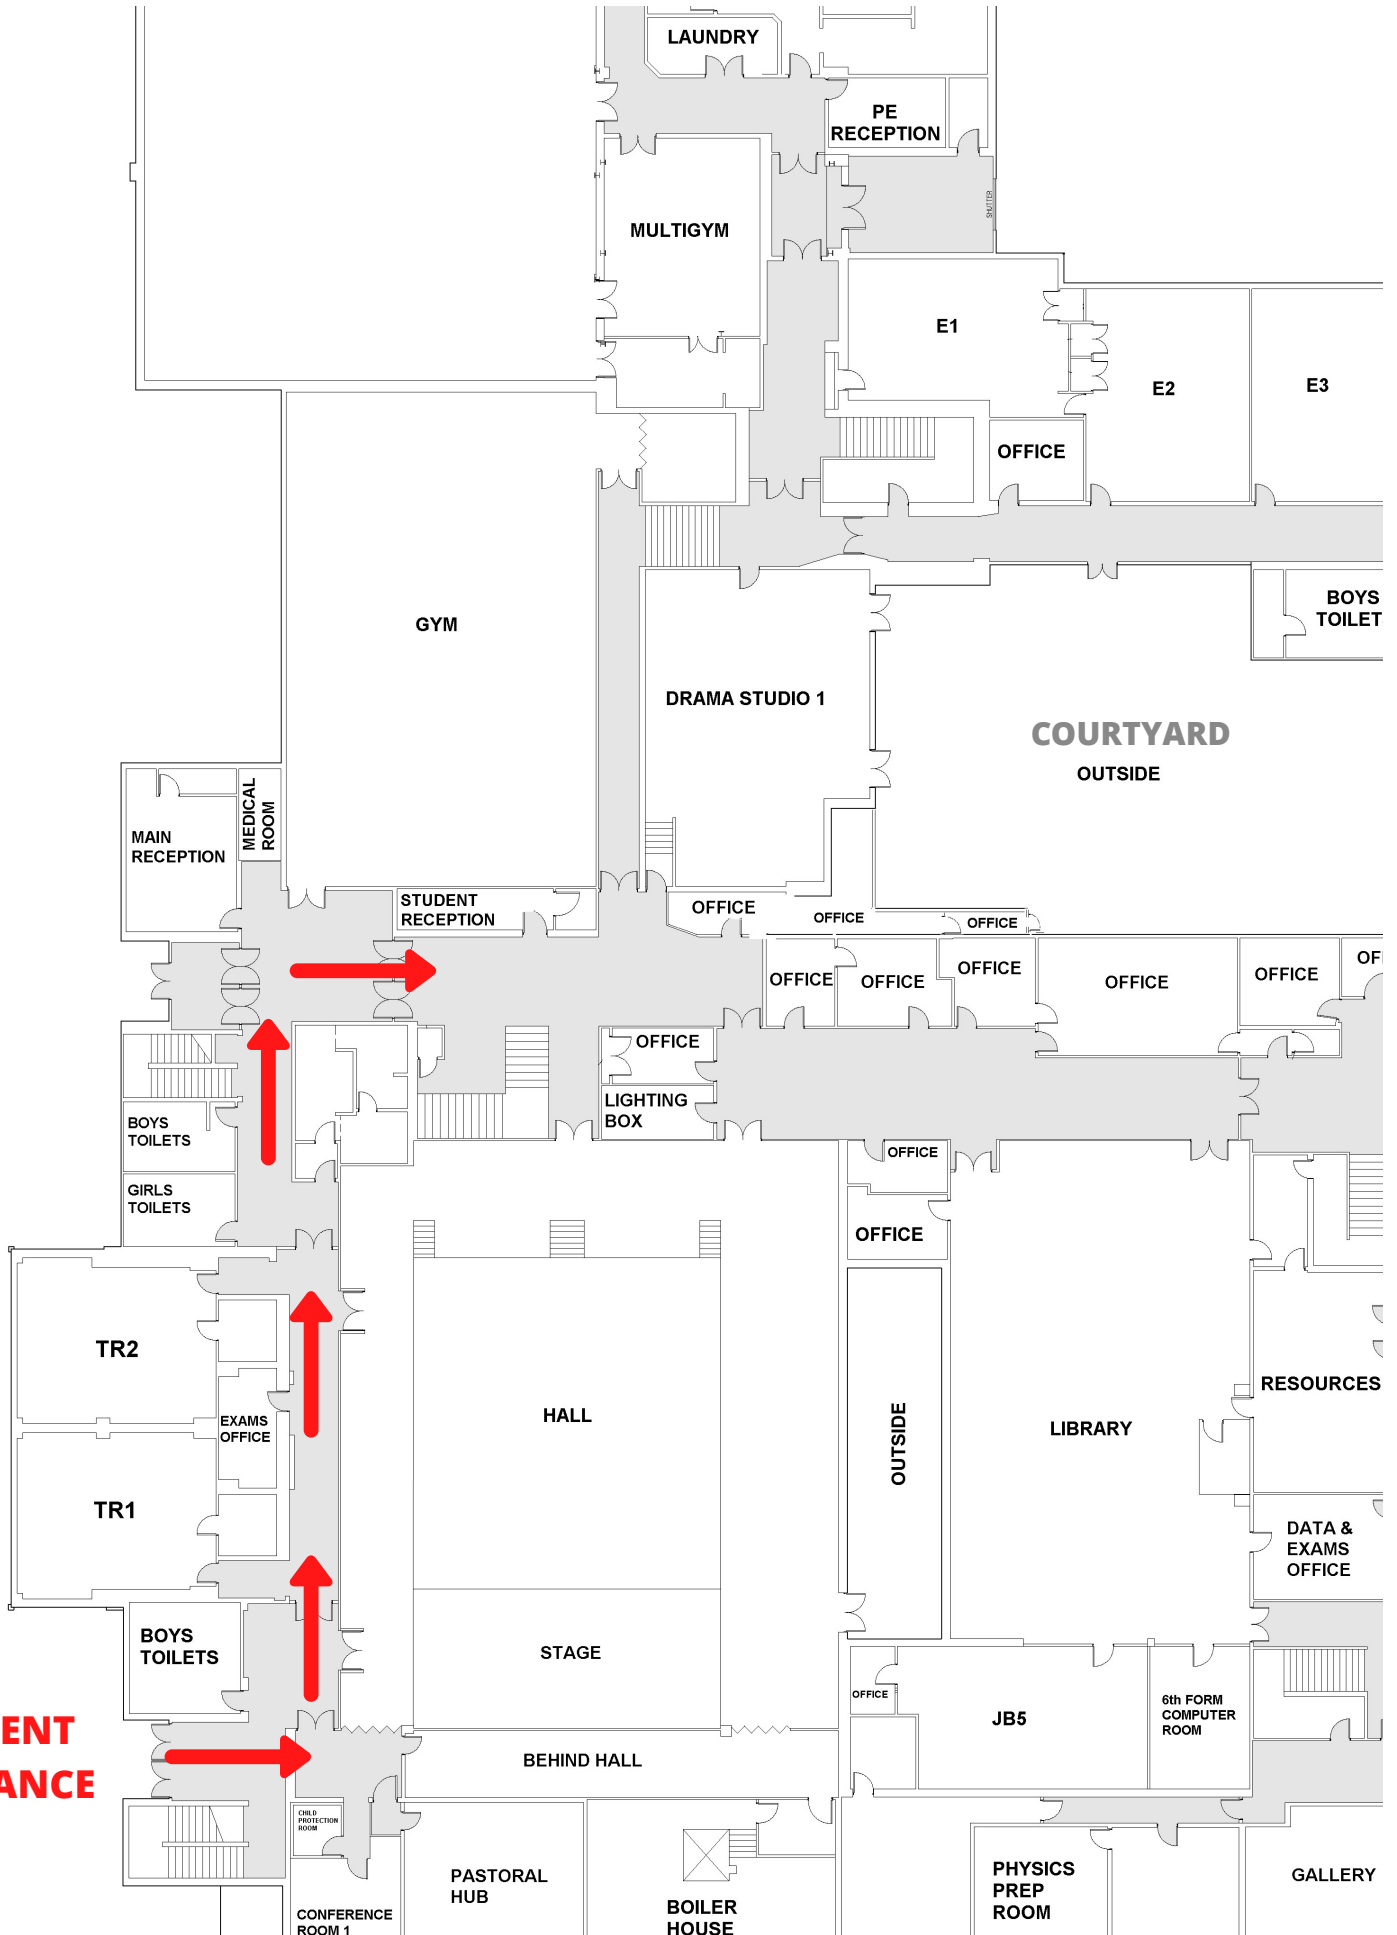 LAUNDRY
PE
RECEPTION
SHUTTER
MULTIGYM
E1
E2
E3
OFFICE
BOYS
TOILET
GYM
DRAMA STUDIO 1
COURTYARD
OUTSIDE
MEDICAL
ROOM
MAIN
RECEPTION
STUDENT
RECEPTION
OFFICE
OFFICE
OFFICE
OFFICE
OFFICE
OFFICE
OFFICE
OFFICE
OF
OFFICE
LIGHTING
BOX
BOYS
TOILETS
GIRLS
TOILETS
OFFICE
OFFICE
TR2
EXAMS
OFFICE
TR1
HALL
OUTSIDE
LIBRARY
RESOURCES
DATA &
EXAMS
OFFICE
BOYS
TOILETS
STAGE
OFFICE
JB5
6th FORM
COMPUTER
ROOM
ENT
ANCE
BEHIND HALL
CHILD
PROTECTION
ROOM
PASTORAL
HUB
CONFERENCE
ROOM 1
BOILER
HOUSE
PHYSICS
PREP
ROOM
GALLERY